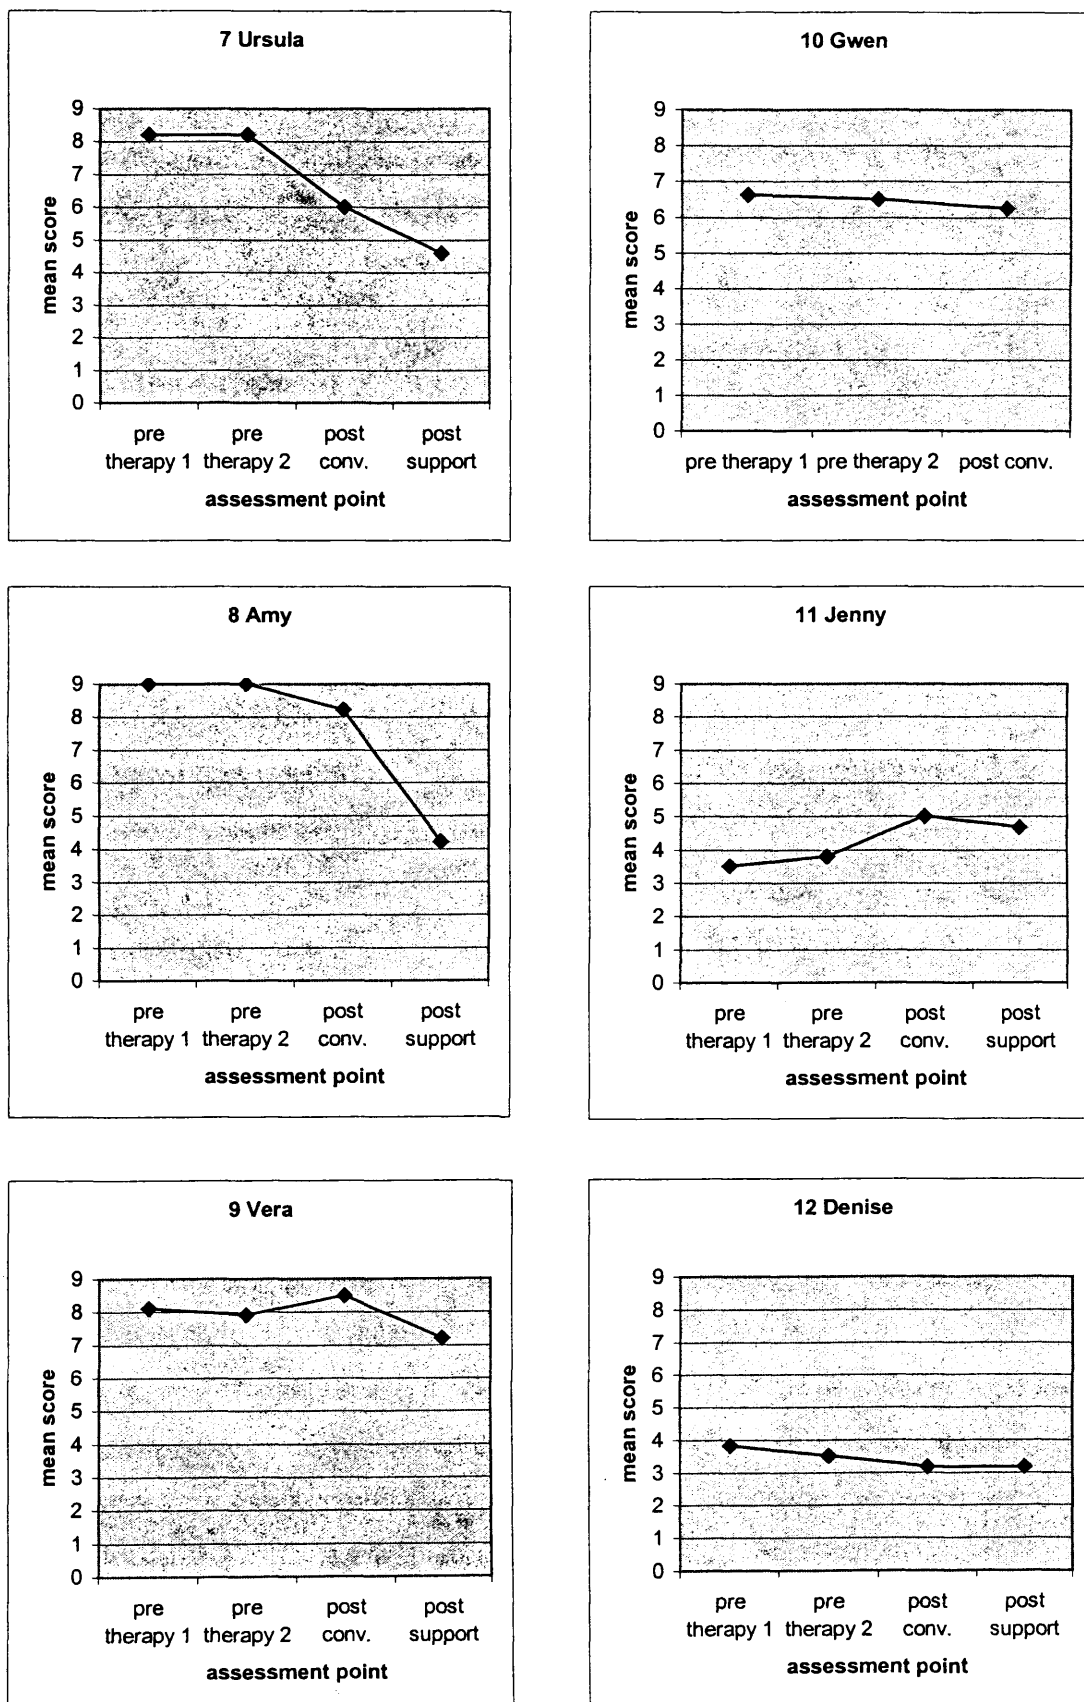 7 Ursula
mean score
9
8
7
6
5
4
3
2
1
0
pre pre post post
therapy 1 therapy 2 conv. support
assessment point
10 Gwen
mean score
9
8
7
6
5
4
3
2
1
0
pre therapy 1 pre therapy 2 post conv.
assessment point
8 Amy
mean score
9
8
7
6
5
4
3
2
1
0
pre pre post post
therapy 1 therapy 2 conv. support
assessment point
11 Jenny
mean score
9
8
7
6
5
4
3
2
1
0
pre pre post post
therapy 1 therapy 2 conv. support
assessment point
9 Vera
mean score
9
8
7
6
5
4
3
2
1
0
pre pre post post
therapy 1 therapy 2 conv. support
assessment point
12 Denise
mean score
9
8
7
6
5
4
3
2
1
0
pre pre post post
therapy 1 therapy 2 conv. support
assessment point